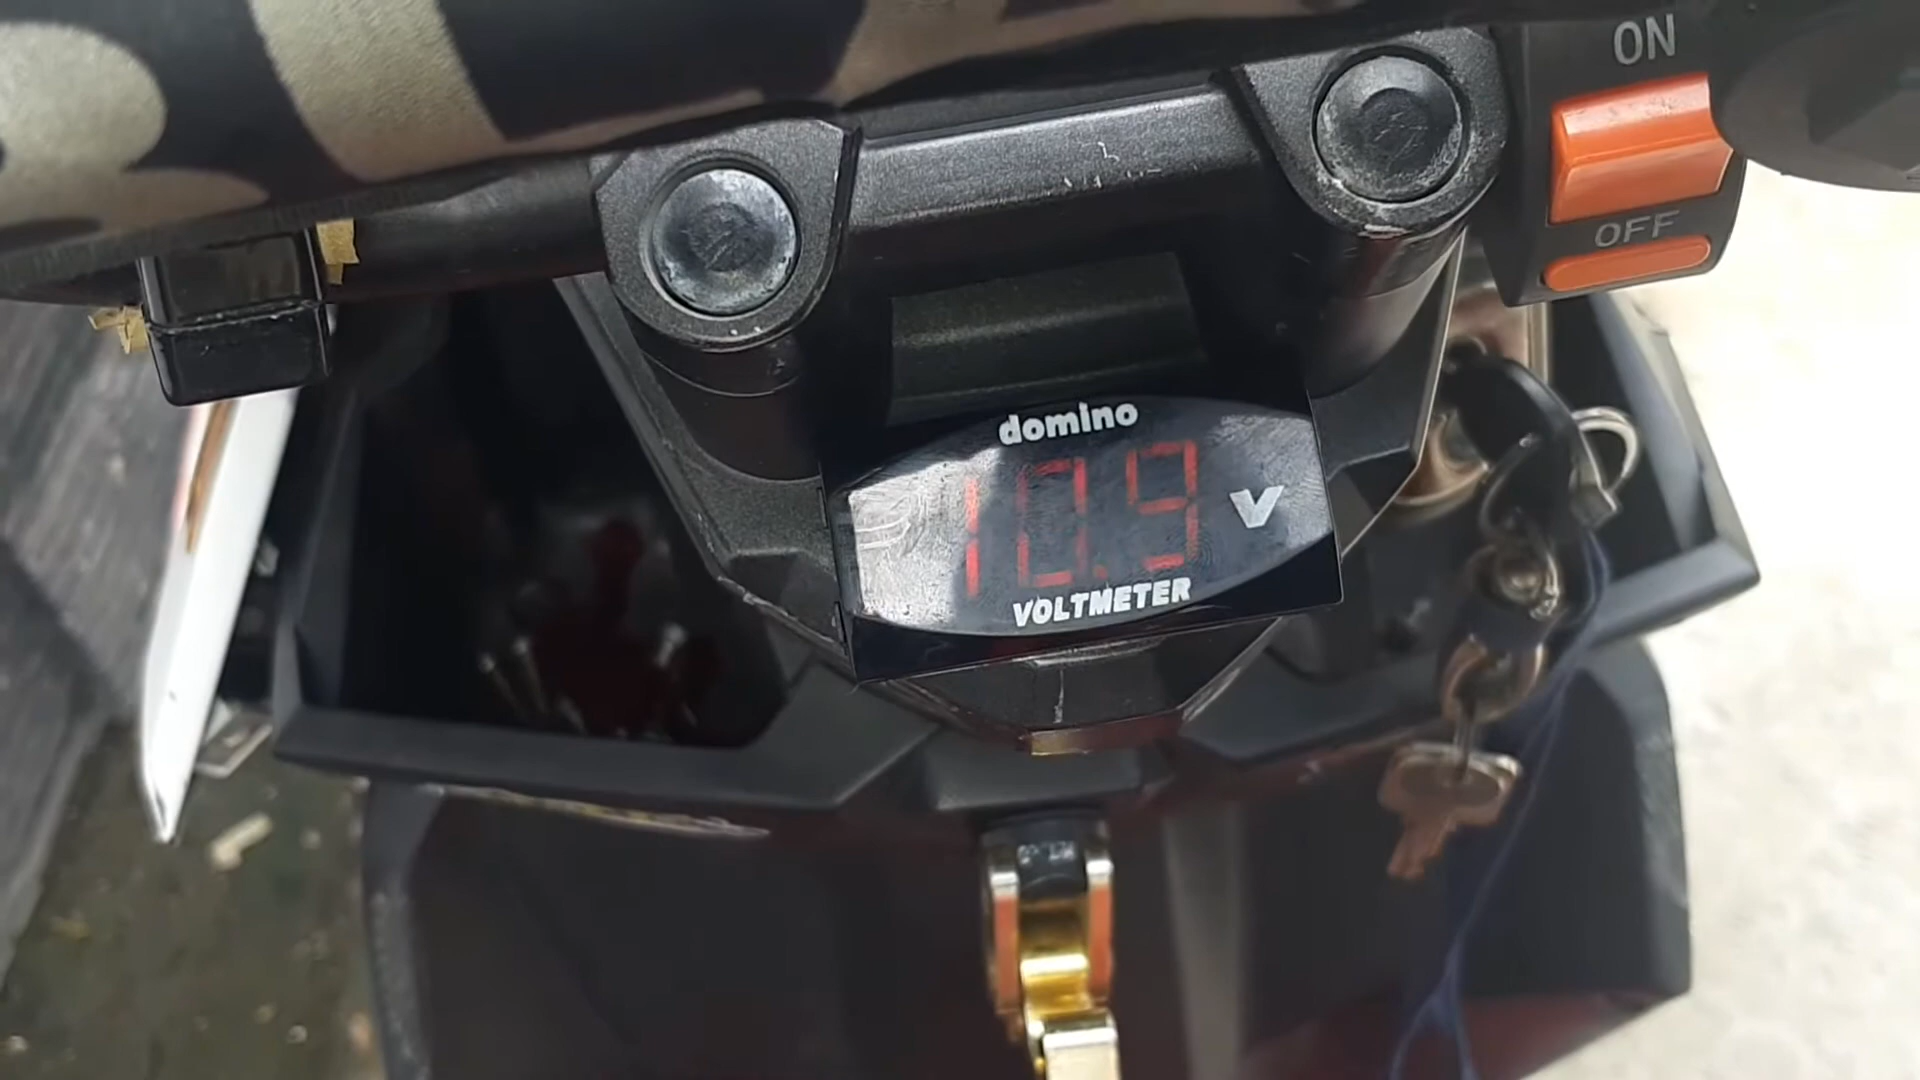 ON
OFF
domino
10.9 V
VOLTMETER